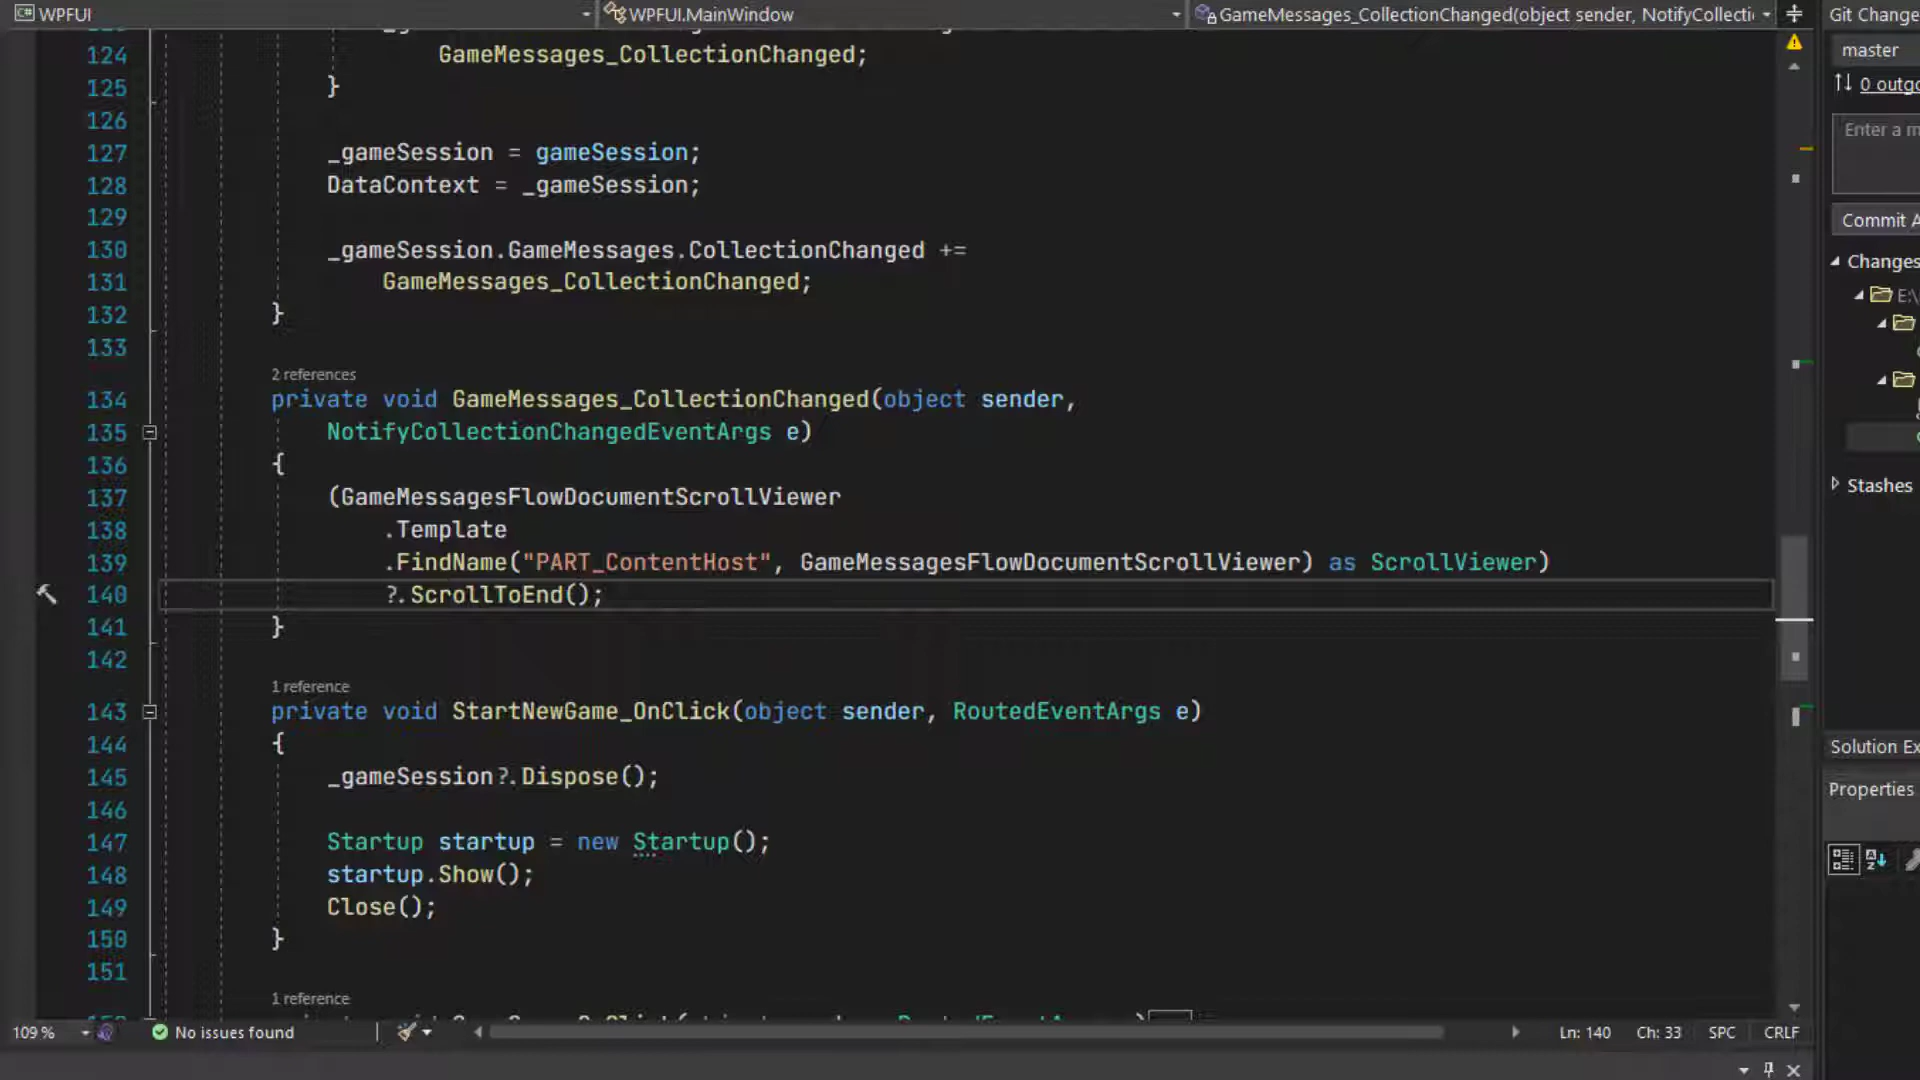 WPFUI
WPFUI.MainWindow
GameMessages_CollectionChanged(object sender, NotifyCollecti
Git Change
124 GameMessages_CollectionChanged;
125 }
126
127 _gameSession = gameSession;
128 DataContext = _gameSession;
129
130 _gameSession.GameMessages.CollectionChanged +=
131 GameMessages_CollectionChanged;
132 }
133
2 references
134 private void GameMessages_CollectionChanged(object sender,
135 NotifyCollectionChangedEventArgs e)
136 {
137 (GameMessagesFlowDocumentScrollViewer
138 .Template
139 .FindName("PART_ContentHost", GameMessagesFlowDocumentScrollViewer) as ScrollViewer)
140 ?.ScrollToEnd();
141 }
142
1 reference
143 private void StartNewGame_OnClick(object sender, RoutedEventArgs e)
144 {
145 _gameSession?.Dispose();
146
147 Startup startup = new Startup();
148 startup.Show();
149 Close();
150 }
151
1 reference
109 %
No issues found
Ln: 140
Ch: 33
SPC
CRLF
master
0 outgo
Enter a m
Commit A
Changes
E:\
Stashes
Solution Ex
Properties